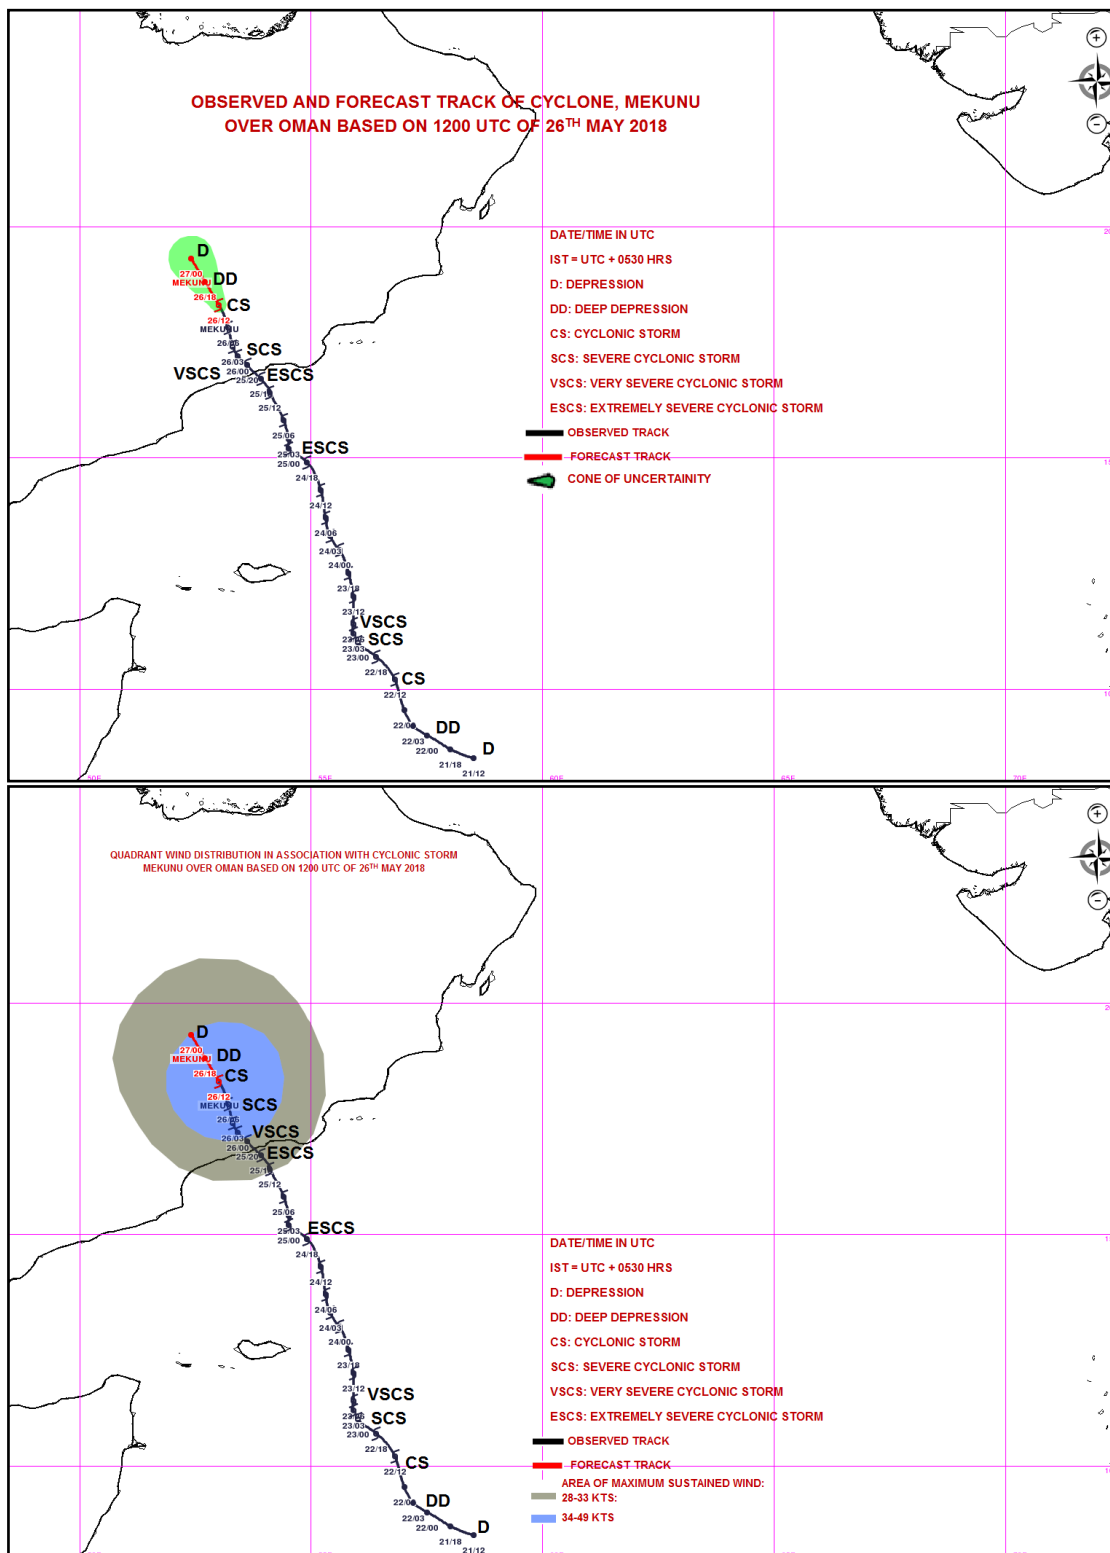 OBSERVED AND FORECAST TRACK OF CYCLONE, MEKUNU
OVER OMAN BASED ON 1200 UTC OF 26TH MAY 2018
DATE/TIME IN UTC
IST = UTC + 0530 HRS
D: DEPRESSION
DD: DEEP DEPRESSION
CS: CYCLONIC STORM
SCS: SEVERE CYCLONIC STORM
VSCS: VERY SEVERE CYCLONIC STORM
ESCS: EXTREMELY SEVERE CYCLONIC STORM
OBSERVED TRACK
FORECAST TRACK
CONE OF UNCERTAINITY
D
27/00
MEKUNU
DD
26/18
CS
26/12
MEKUNU
26/06
SCS
26/03
26/00
VSCS
25/20
ESCS
25/12
25/06
ESCS
25/03
25/00
24/18
24/12
24/06
24/03
24/00
23/18
23/12
VSCS
SCS
23/03
23/00
22/18
CS
22/12
DD
22/03
22/00
D
21/18
21/12
55E
60E
65E
70E
QUADRANT WIND DISTRIBUTION IN ASSOCIATION WITH CYCLONIC STORM
MEKUNU OVER OMAN BASED ON 1200 UTC OF 26TH MAY 2018
D
27/00
MEKUNU
DD
26/18
CS
26/12
MEKUNU
SCS
26/06
VSCS
26/03
26/00
25/20
ESCS
25/12
25/06
ESCS
25/03
25/00
24/18
24/12
24/06
24/03
24/00
23/18
23/12
VSCS
SCS
23/03
23/00
22/18
CS
22/12
DD
22/03
22/00
D
21/18
21/12
DATE/TIME IN UTC
IST = UTC + 0530 HRS
D: DEPRESSION
DD: DEEP DEPRESSION
CS: CYCLONIC STORM
SCS: SEVERE CYCLONIC STORM
VSCS: VERY SEVERE CYCLONIC STORM
ESCS: EXTREMELY SEVERE CYCLONIC STORM
OBSERVED TRACK
FORECAST TRACK
AREA OF MAXIMUM SUSTAINED WIND:
28-33 KTS:
34-49 KTS